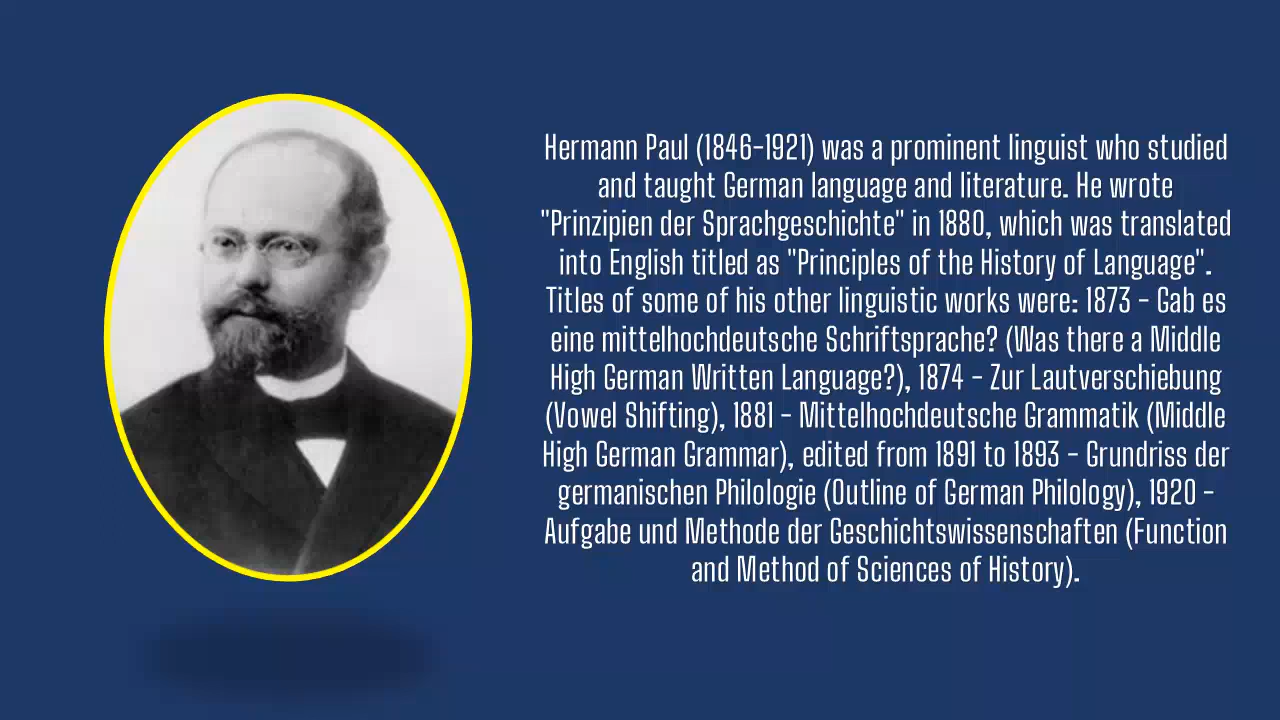 Hermann Paul (1846-1921) was a prominent linguist who studied
and taught German language and literature. He wrote
"Prinzipien der Sprachgeschichte" in 1880, which was translated
into English titled as "Principles of the History of Language".
Titles of some of his other linguistic works were: 1873 - Gab es
eine mittelhochdeutsche Schriftsprache? (Was there a Middle
High German Written Language?), 1874 - Zur Lautverschiebung
(Vowel Shifting), 1881 - Mittelhochdeutsche Grammatik (Middle
High German Grammar), edited from 1891 to 1893 - Grundriss der
germanischen Philologie (Outline of German Philology), 1920 -
Aufgabe und Methode der Geschichtswissenschaften (Function
and Method of Sciences of History).